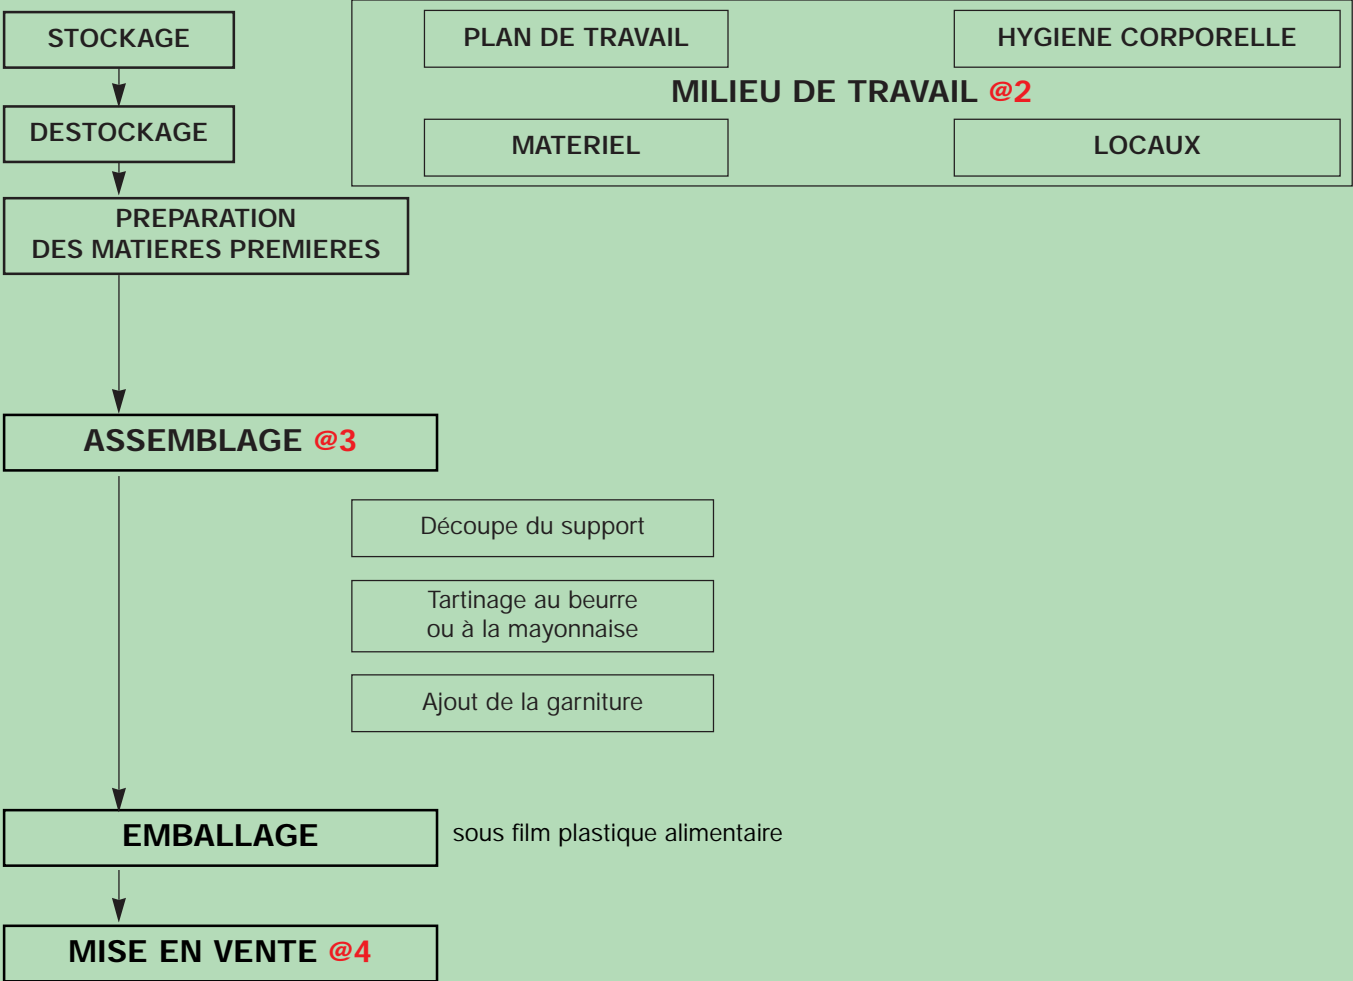 STOCKAGE
PLAN DE TRAVAIL
HYGIENE CORPORELLE
MILIEU DE TRAVAIL @2
DESTOCKAGE
MATERIEL
LOCAUX
PREPARATION
DES MATIERES PREMIERES
ASSEMBLAGE @3
Découpe du support
Tartinage au beurre
ou à la mayonnaise
Ajout de la garniture
EMBALLAGE
sous film plastique alimentaire
MISE EN VENTE @4